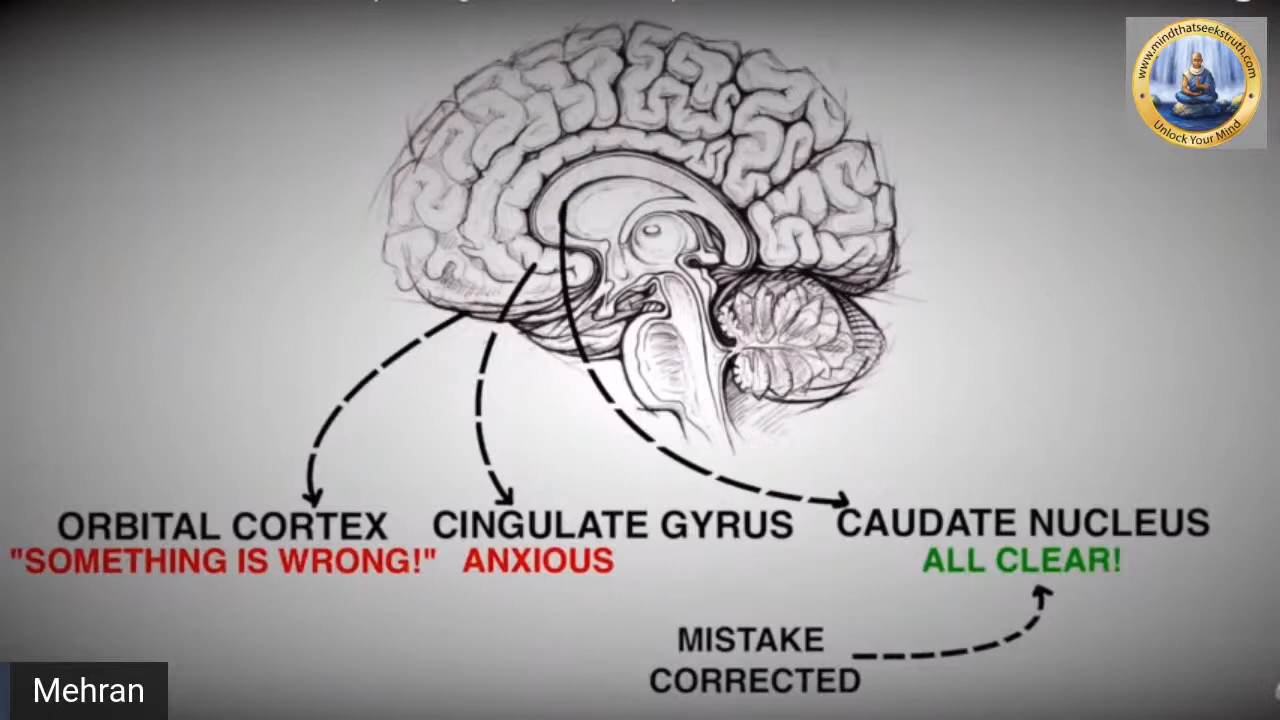 www.mindthatseekstruth.com
Unlock Your Mind
ORBITAL CORTEX
"SOMETHING IS WRONG!"
CINGULATE GYRUS
ANXIOUS
CAUDATE NUCLEUS
ALL CLEAR!
MISTAKE
CORRECTED
Mehran